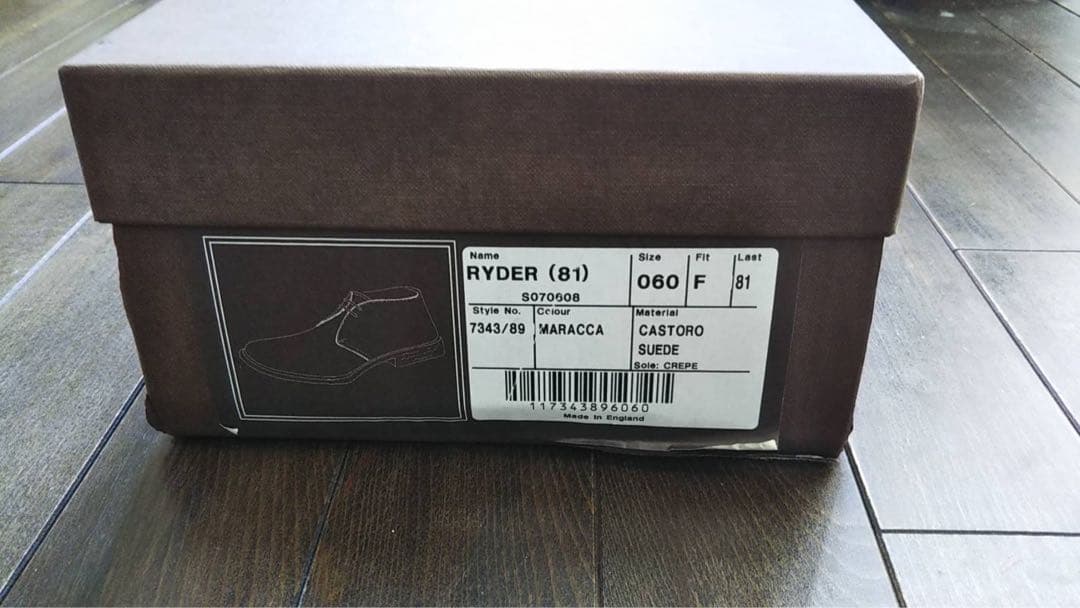 Name
RYDER (81)
S070608
Size
060
Fit
F
Last
81
Style No.
7343/89
Colour
MARACCA
Material
CASTORO
SUEDE
Sole: CREPE
117343896060
Made in England